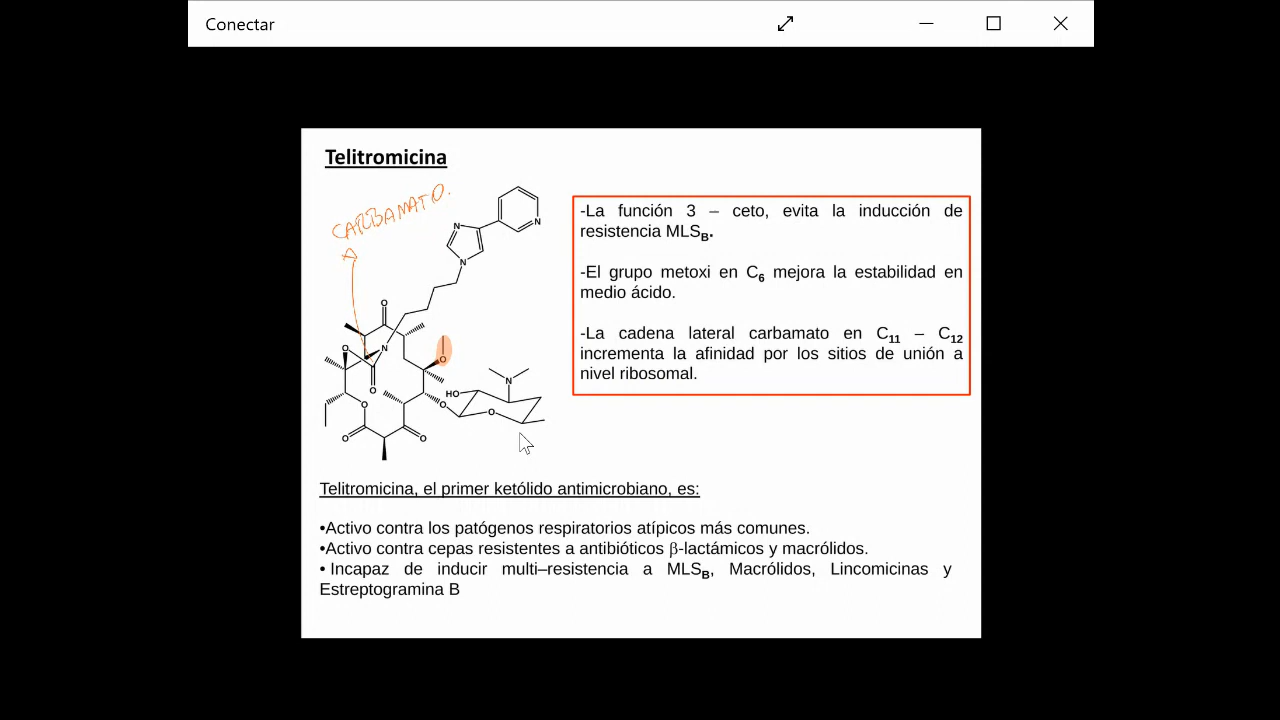 Conectar
Telitromicina
CARBAMATO.
-La función 3 – ceto, evita la inducción de
resistencia MLSB.
-El grupo metoxi en C6 mejora la estabilidad en
medio ácido.
-La cadena lateral carbamato en C11 – C12
incrementa la afinidad por los sitios de unión a
nivel ribosomal.
N
N
N
O
O
N
O
O
N
HO
O
O
O
O
O
Telitromicina, el primer ketólido antimicrobiano, es:
•Activo contra los patógenos respiratorios atípicos más comunes.
•Activo contra cepas resistentes a antibióticos β-lactámicos y macrólidos.
• Incapaz de inducir multi–resistencia a MLSB, Macrólidos, Lincomicinas y
Estreptogramina B